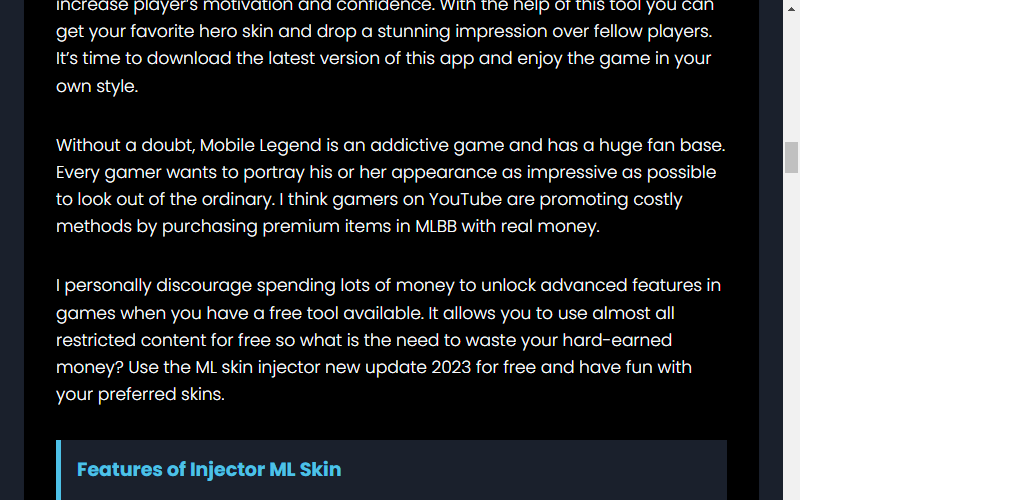 increase player's motivation and confidence. With the help of this tool you can
get your favorite hero skin and drop a stunning impression over fellow players.
It's time to download the latest version of this app and enjoy the game in your
own style.
Without a doubt, Mobile Legend is an addictive game and has a huge fan base.
Every gamer wants to portray his or her appearance as impressive as possible
to look out of the ordinary. I think gamers on YouTube are promoting costly
methods by purchasing premium items in MLBB with real money.
I personally discourage spending lots of money to unlock advanced features in
games when you have a free tool available. It allows you to use almost all
restricted content for free so what is the need to waste your hard-earned
money? Use the ML skin injector new update 2023 for free and have fun with
your preferred skins.
Features of Injector ML Skin